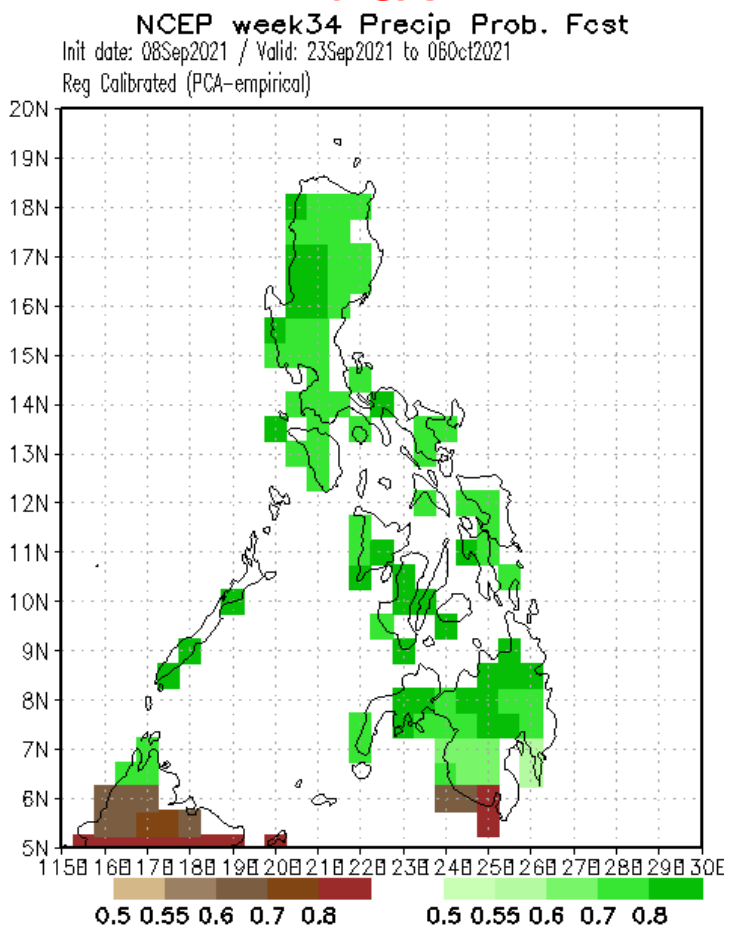 NCEP week34 Precip Prob. Fcst
Init date: 08Sep2021 / Valid: 23Sep2021 to 06Oct2021
Reg Calibrated (PCA-empirical)
20N
19N
18N
17N
16N
15N
14N
13N
12N
11N
10N
9N
8N
7N
6N
5N
115E 116E 117E 118E 119E 120E 121E 122E 123E 124E 125E 126E 127E 128E 129E 130E
0.5 0.55 0.6 0.7 0.8 0.5 0.55 0.6 0.7 0.8